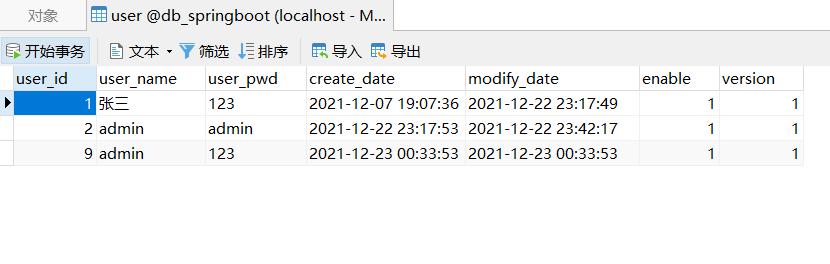 对象 user @db_springboot (localhost - M...
开始事务 文本 筛选 排序 导入 导出
user_id user_name user_pwd create_date modify_date enable version
1 张三 123 2021-12-07 19:07:36 2021-12-22 23:17:49 1 1
2 admin admin 2021-12-22 23:17:53 2021-12-22 23:42:17 1 1
9 admin 123 2021-12-23 00:33:53 2021-12-23 00:33:53 1 1